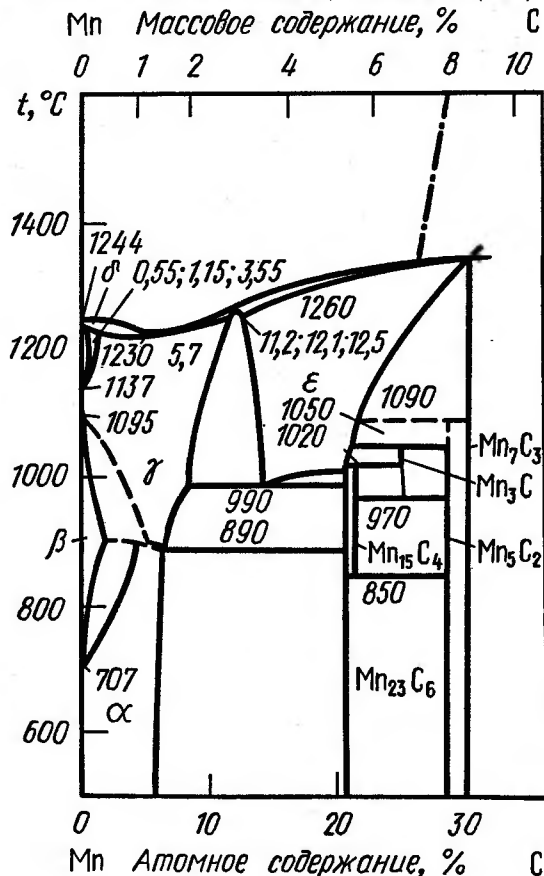 Mn Массовое содержание, % C
0 1 2 4 6 8 10
t, °C
1400
1244
δ 0,55; 1,15; 3,55
1260
1200
1230 5,7
11,2; 12,1; 12,5
1137
ε
1095
1050
1090
1020
Mn₇C₃
γ
1000
Mn₃C
990
970
β
890
Mn₁₅C₄
Mn₅C₂
800
850
707
Mn₂₃C₆
α
600
0 10 20 30
Mn Атомное содержание, % C